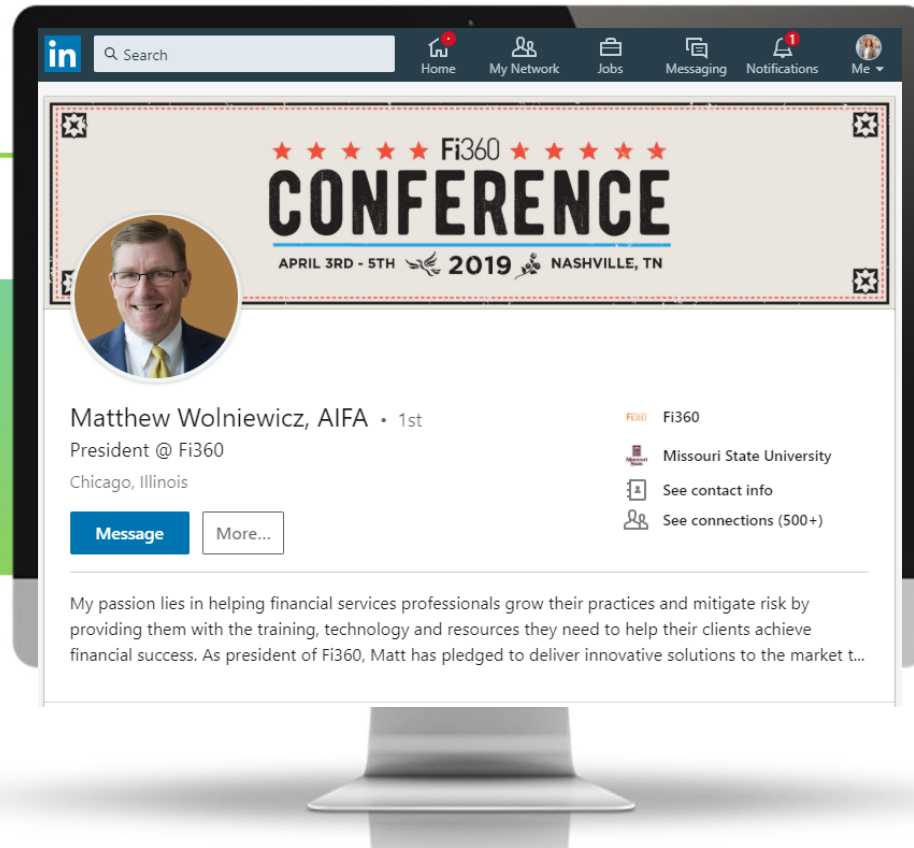 in
Search
Home
My Network
Jobs
Messaging
1
Notifications
Me
Fi360
CONFERENCE
APRIL 3RD - 5TH 2019 NASHVILLE, TN
Matthew Wolniewicz, AIFA • 1st
President @ Fi360
Chicago, Illinois
Message
More...
Fi360 Fi360
Missouri State Missouri State University
See contact info
See connections (500+)
My passion lies in helping financial services professionals grow their practices and mitigate risk by
providing them with the training, technology and resources they need to help their clients achieve
financial success. As president of Fi360, Matt has pledged to deliver innovative solutions to the market t...